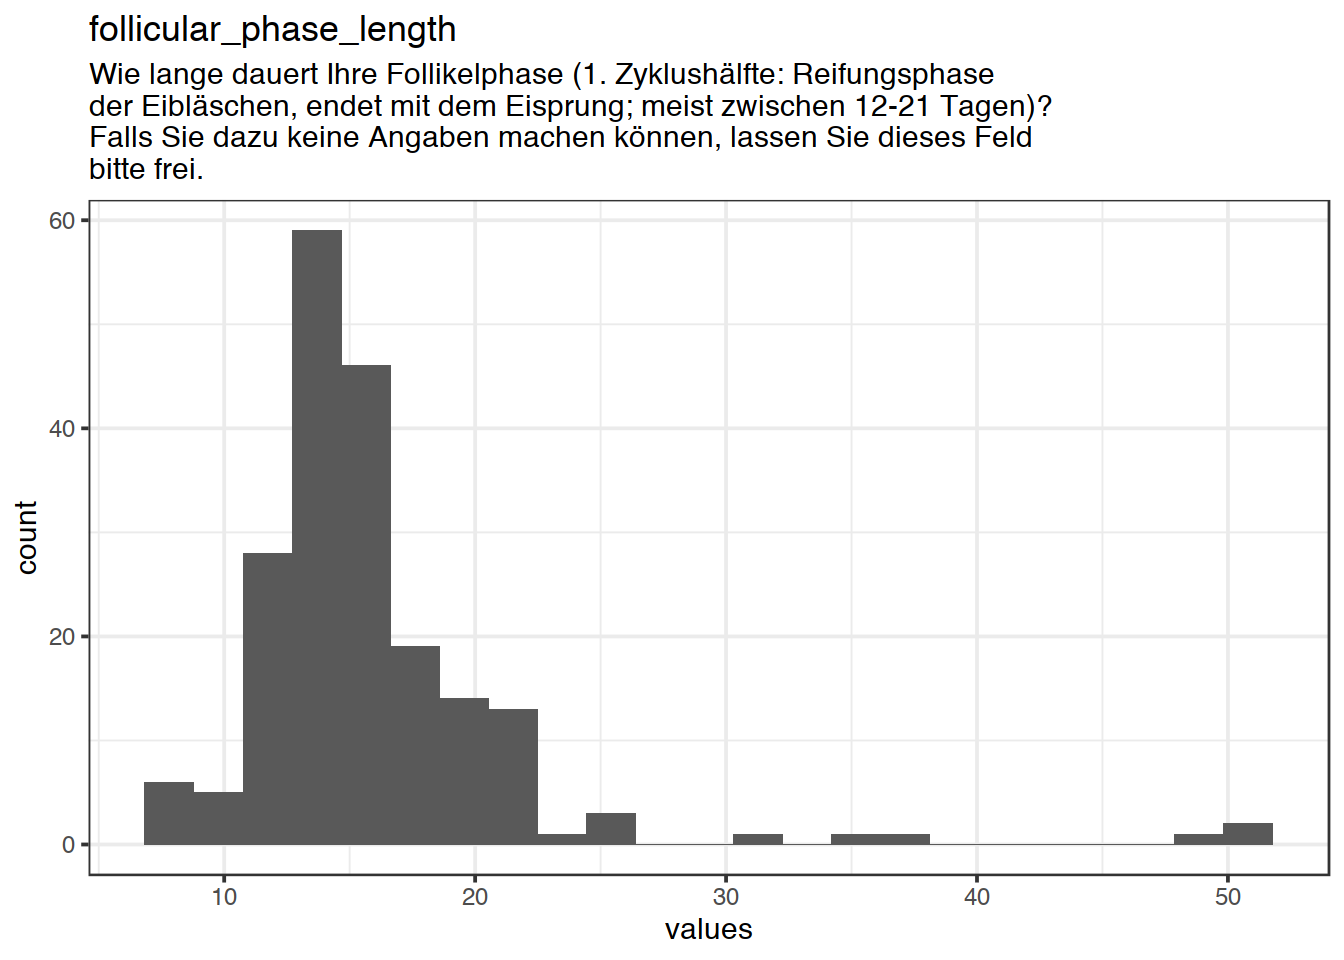 follicular_phase_length
Wie lange dauert Ihre Follikelphase (1. Zyklushälfte: Reifungsphase
der Eibläschen, endet mit dem Eisprung; meist zwischen 12-21 Tagen)?
Falls Sie dazu keine Angaben machen können, lassen Sie dieses Feld
bitte frei.
60
40
20
0
count
10 20 30 40 50
values